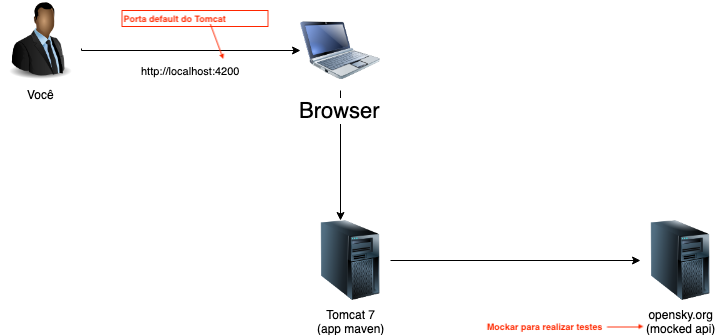 Porta default do Tomcat
http://localhost:4200
Você
Browser
Tomcat 7
(app maven)
opensky.org
Mockar para realizar testes
(mocked api)